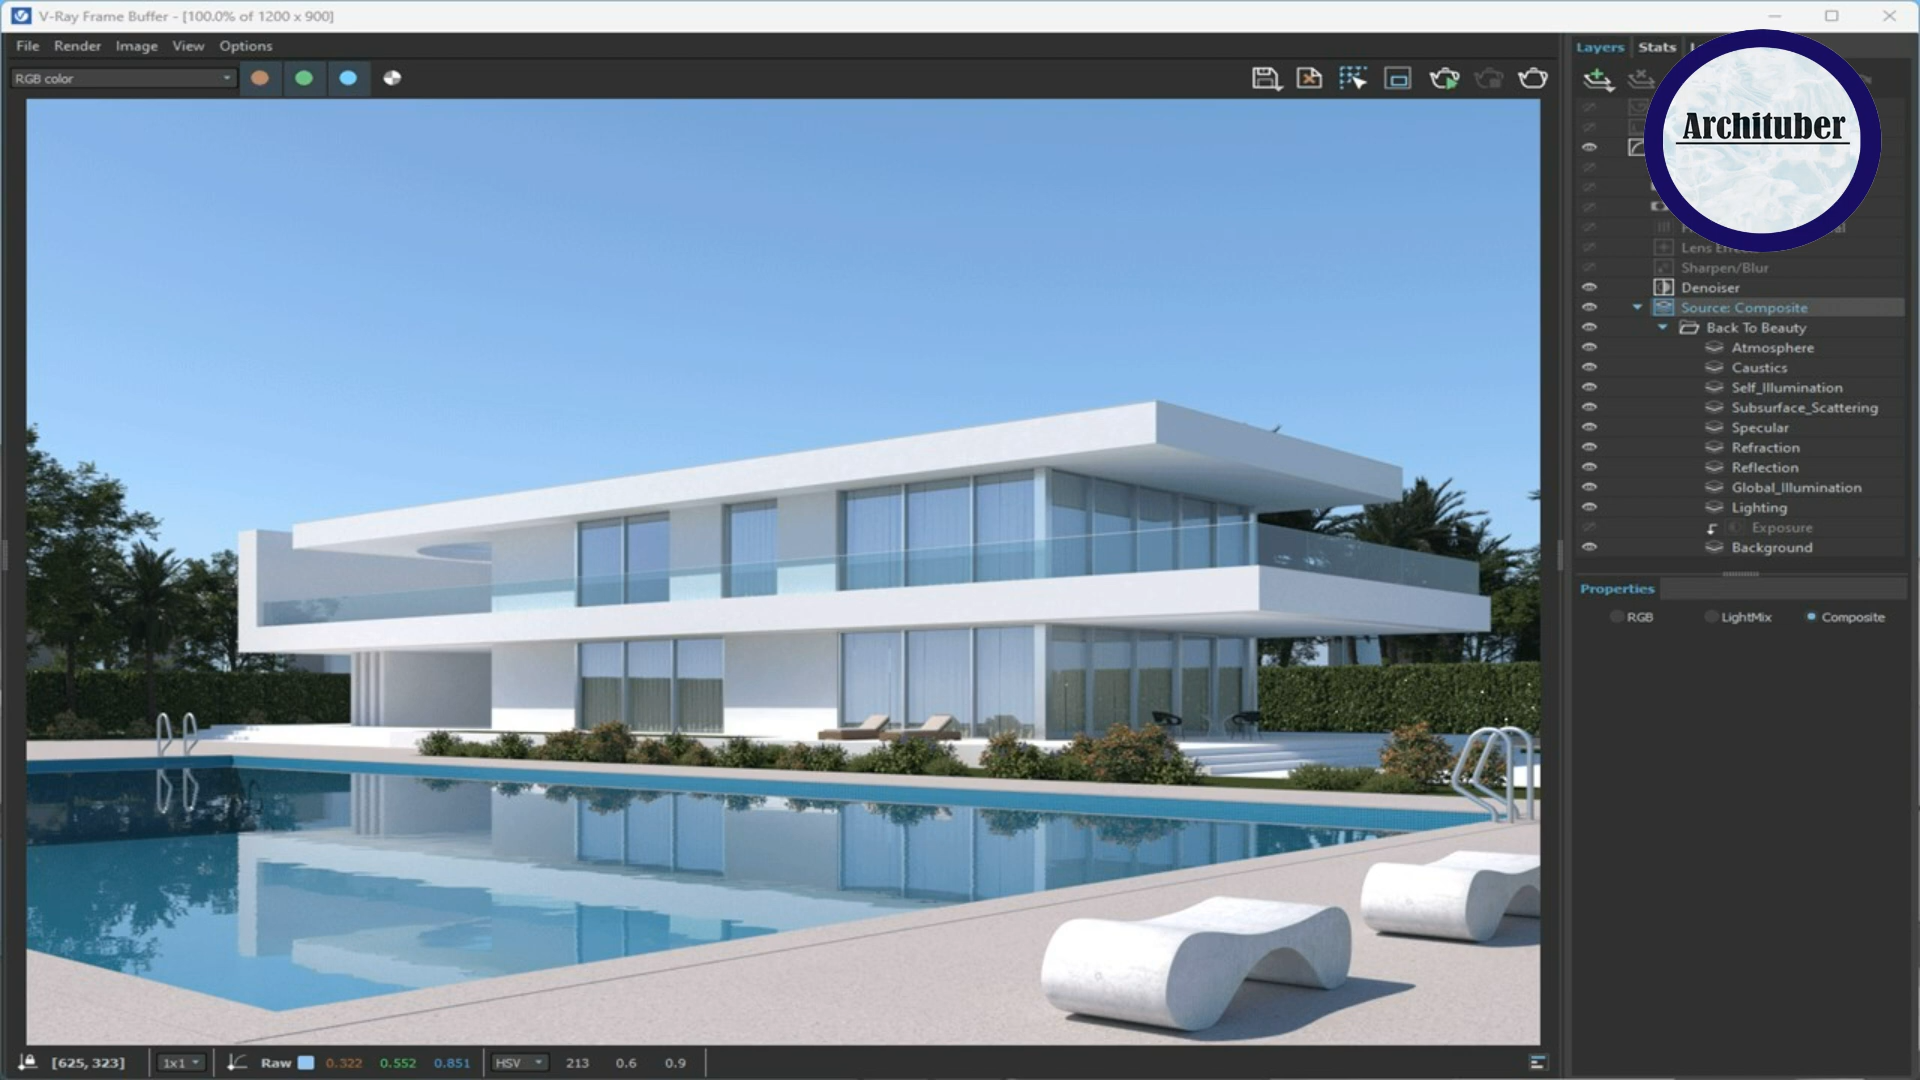 V-Ray Frame Buffer - [100.0% of 1200 x 900]
File Render Image View Options
RGB color
Layers Stats
Archituber
Lens
Sharpen/Blur
Denoiser
Source: Composite
Back To Beauty
Atmosphere
Caustics
Self_Illumination
Subsurface_Scattering
Specular
Refraction
Reflection
Global_Illumination
Lighting
Exposure
Background
Properties
RGB LightMix Composite
[625, 323] 1x1 Raw 0.322 0.552 0.851 HSV 213 0.6 0.9